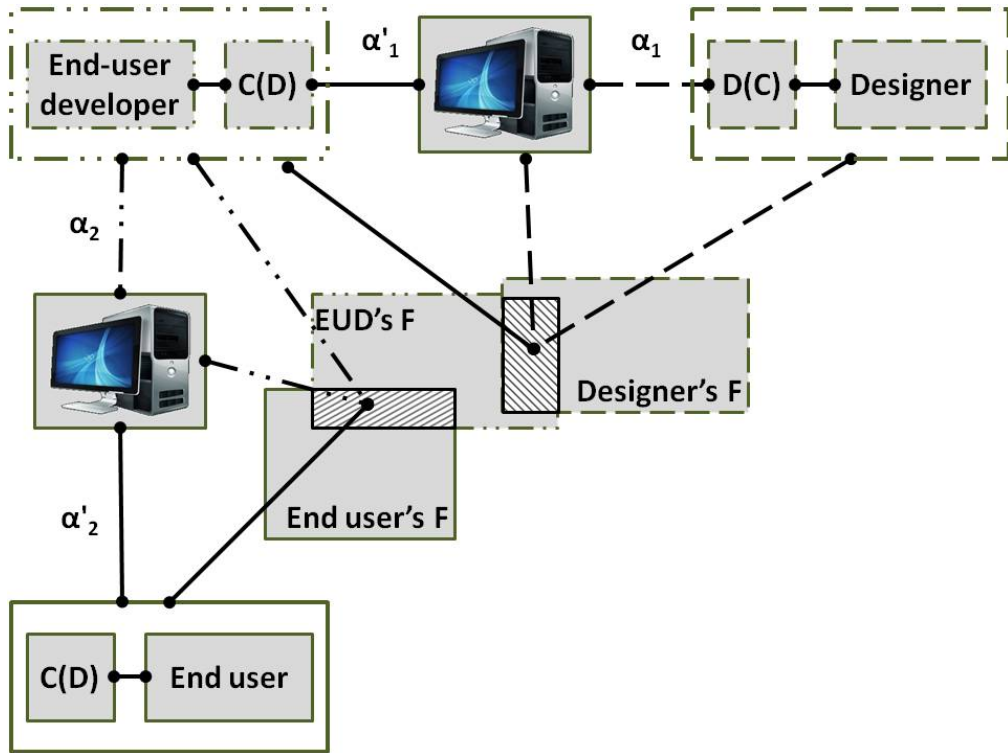 End-user
developer
C(D)
α'₁
α₁
D(C)
Designer
α₂
EUD's F
Designer's F
End user's F
α'₂
C(D)
End user